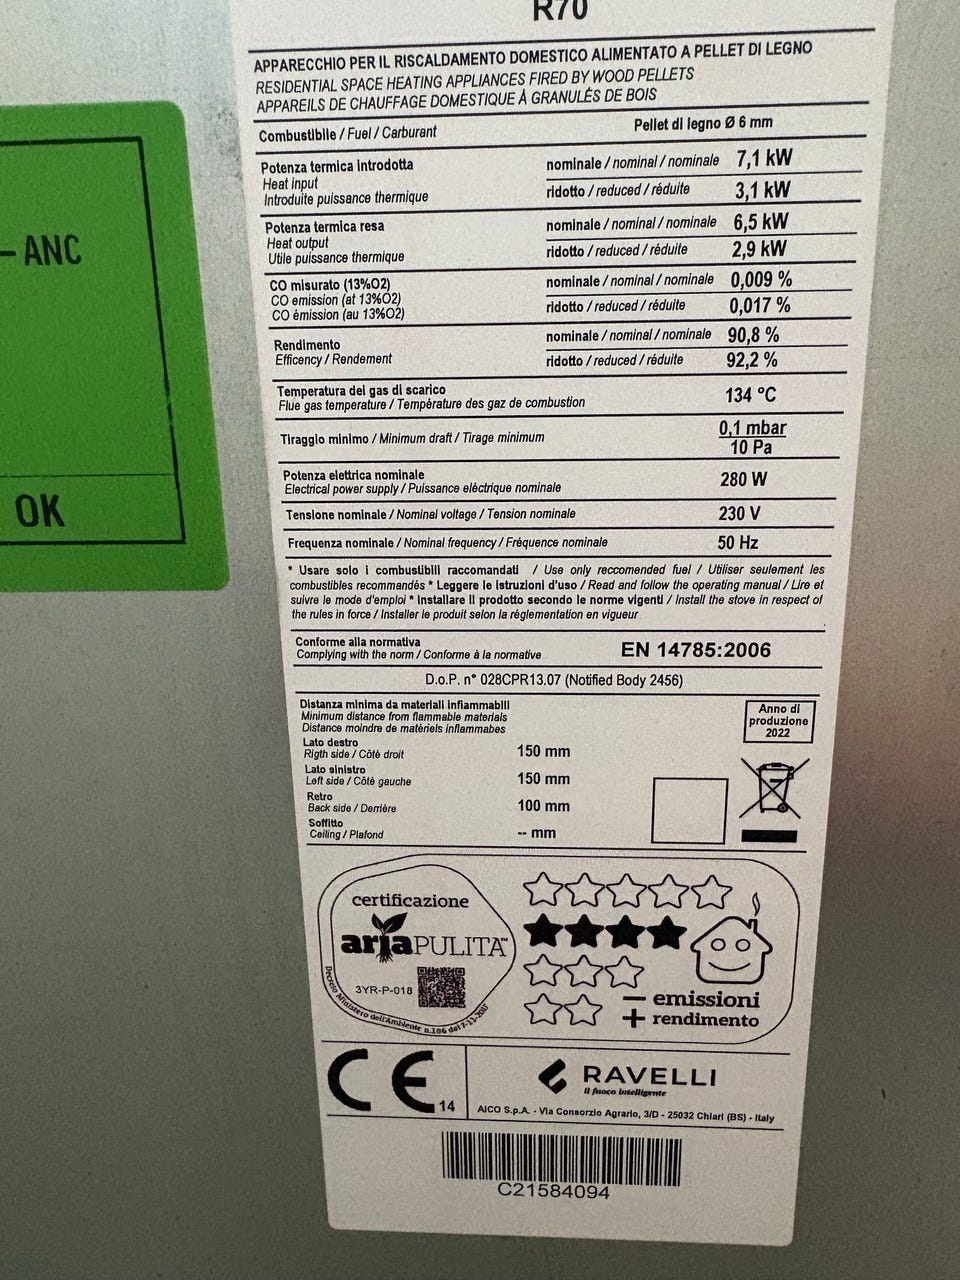 R70
APPARECCHIO PER IL RISCALDAMENTO DOMESTICO ALIMENTATO A PELLET DI LEGNO
RESIDENTIAL SPACE HEATING APPLIANCES FIRED BY WOOD PELLETS
APPAREILS DE CHAUFFAGE DOMESTIQUE À GRANULÉS DE BOIS
Combustibile / Fuel / Carburant Pellet di legno Ø 6 mm
Potenza termica introdotta
Heat input
Introduite puissance thermique
nominale / nominal / nominale 7,1 kW
ridotto / reduced / réduite 3,1 kW
Potenza termica resa
Heat output
Utile puissance thermique
nominale / nominal / nominale 6,5 kW
ridotto / reduced / réduite 2,9 kW
CO misurato (13%O2)
CO emission (at 13%O2)
CO émission (au 13%O2)
nominale / nominal / nominale 0,009 %
ridotto / reduced / réduite 0,017 %
Rendimento
Efficency / Rendement
nominale / nominal / nominale 90,8 %
ridotto / reduced / réduite 92,2 %
Temperatura dei gas di scarico
Flue gas temperature / Température des gaz de combustion
134 °C
Tiraggio minimo / Minimum draft / Tirage minimum
0,1 mbar
10 Pa
Potenza elettrica nominale
Electrical power supply / Puissance eléctrique nominale
280 W
Tensione nominale / Nominal voltage / Tension nominale 230 V
Frequenza nominale / Nominal frequency / Fréquence nominale 50 Hz
* Usare solo i combustibili raccomandati / Use only reccomended fuel / Utiliser seulement les
combustibles recommandés * Leggere le istruzioni d'uso / Read and follow the operating manual / Lire et
suivre le mode d'emploi * Installare il prodotto secondo le norme vigenti / Install the stove in respect of
the rules in force / Installer le produit selon la réglementation en vigueur
Conforme alla normativa
Complying with the norm / Conforme à la normative
EN 14785:2006
D.o.P. n° 028CPR13.07 (Notified Body 2456)
Distanza minima da materiali infiammabili
Minimum distance from flammable materials
Distance moindre de matériels inflammabes
Lato destro
Rigth side / Côté droit
150 mm
Lato sinistro
Left side / Côté gauche
150 mm
Retro
Back side / Derrière
100 mm
Soffitto
Ceiling / Plafond
-- mm
Anno di
produzione
2022
certificazione
ariaPULITA™
3YR-P-018
Decreto Ministero dell'Ambiente n.186 del 7-11-2017
– emissioni
+ rendimento
CE 14
RAVELLI
il fuoco intelligente
AICO S.p.A. - Via Consorzio Agrario, 3/D - 25032 Chiari (BS) - Italy
C21584094
–ANC
OK